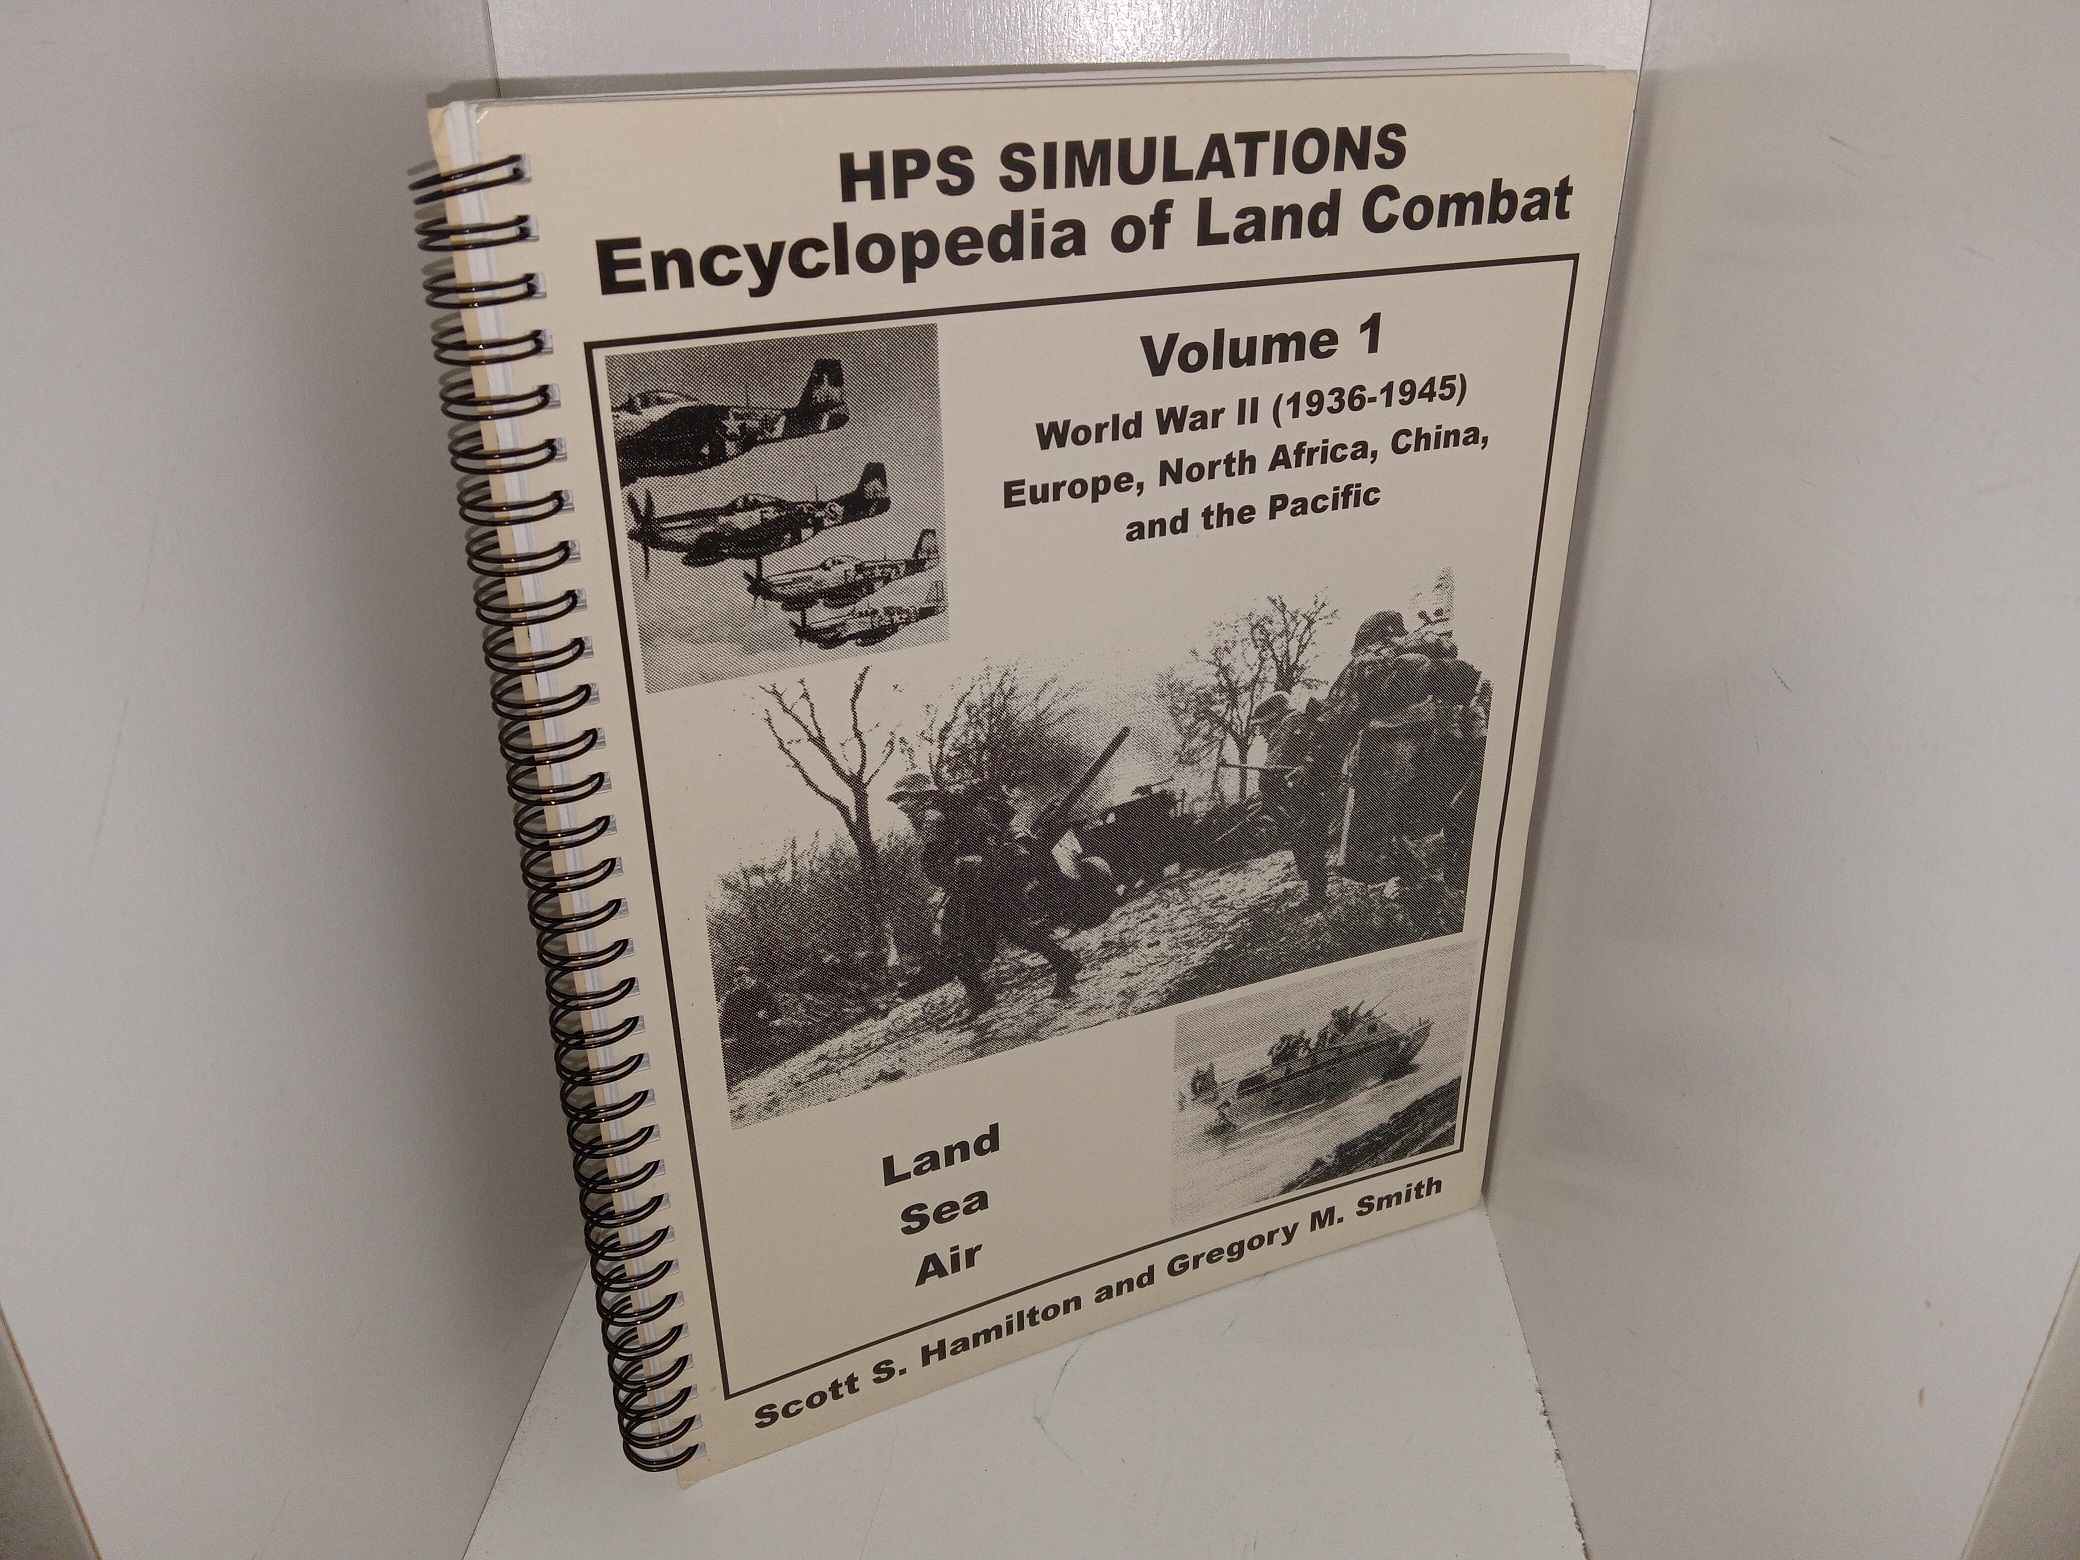 HPS SIMULATIONS
Encyclopedia of Land Combat
Volume 1
World War II (1936-1945)
Europe, North Africa, China,
and the Pacific
Land
Sea
Air
Scott S. Hamilton and Gregory M. Smith